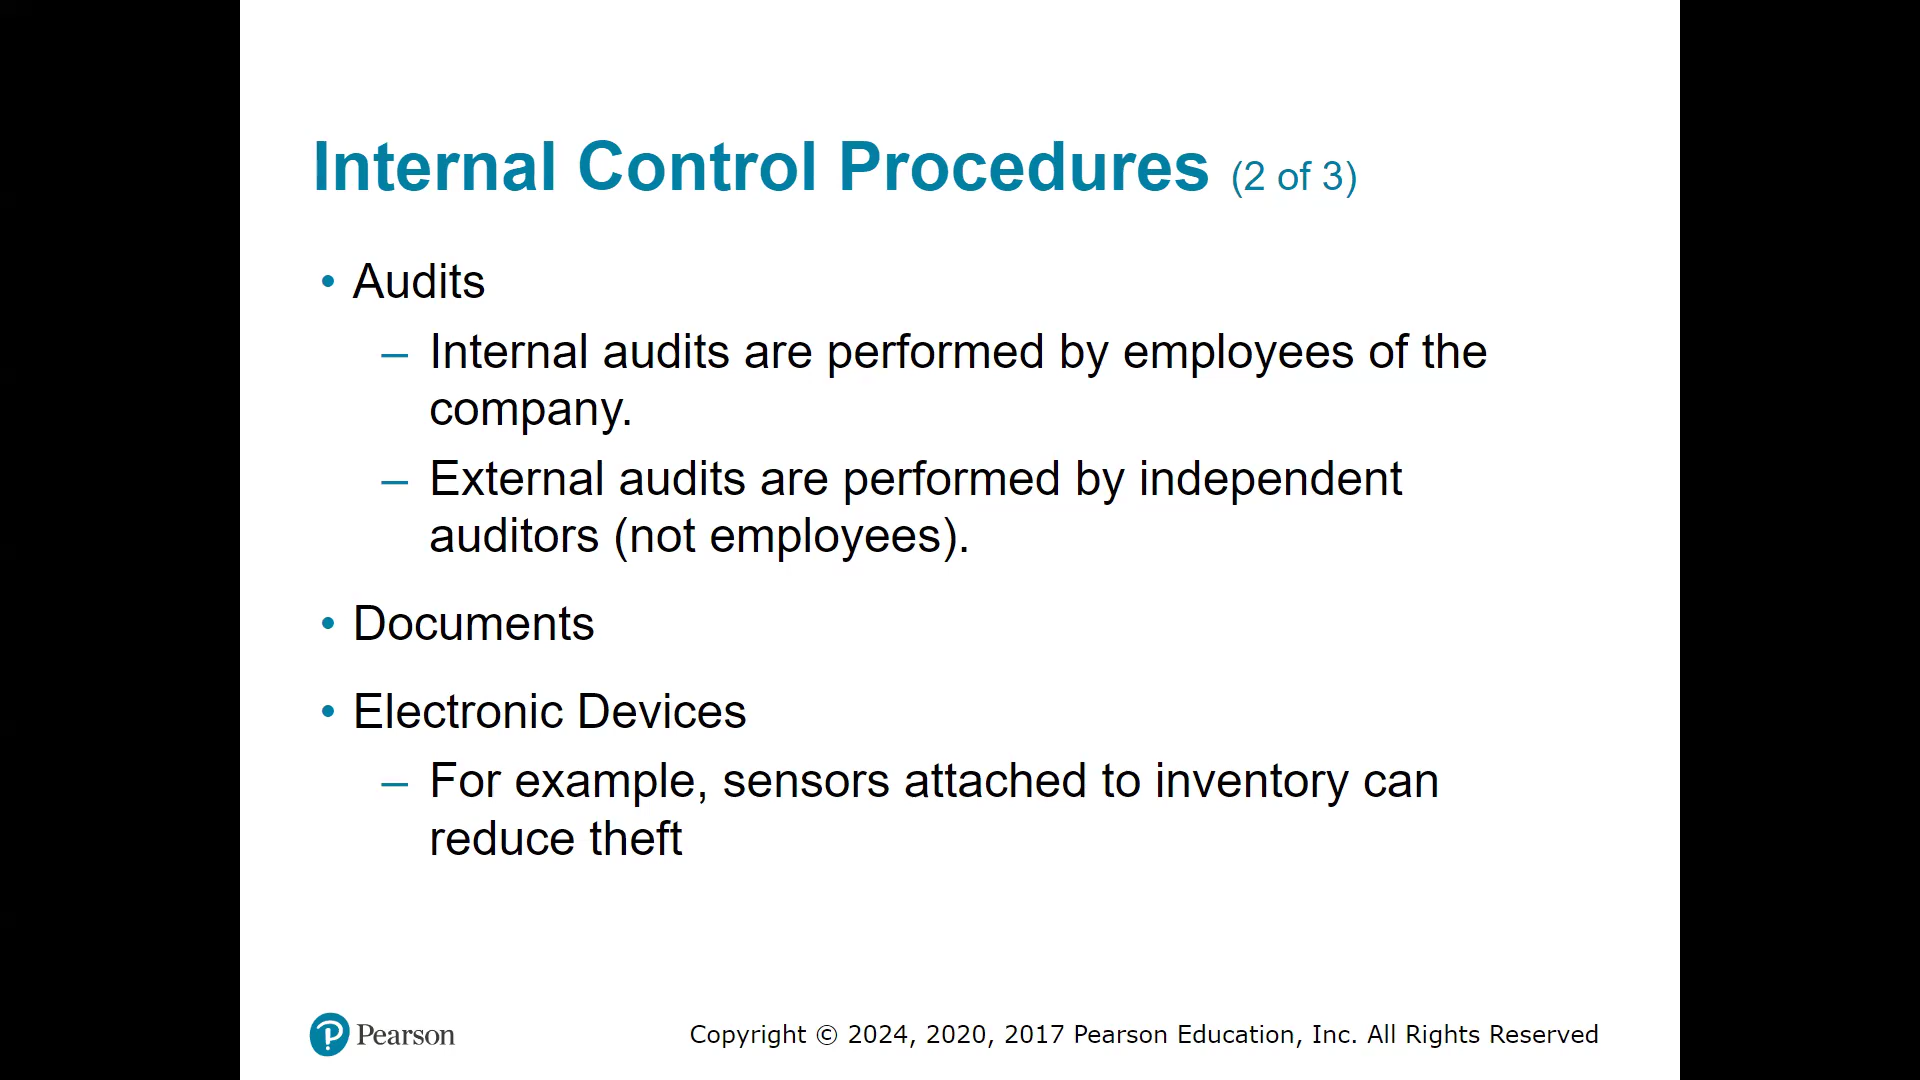 Internal Control Procedures (2 of 3)
• Audits
– Internal audits are performed by employees of the
company.
– External audits are performed by independent
auditors (not employees).
• Documents
• Electronic Devices
– For example, sensors attached to inventory can
reduce theft
Pearson
Copyright © 2024, 2020, 2017 Pearson Education, Inc. All Rights Reserved